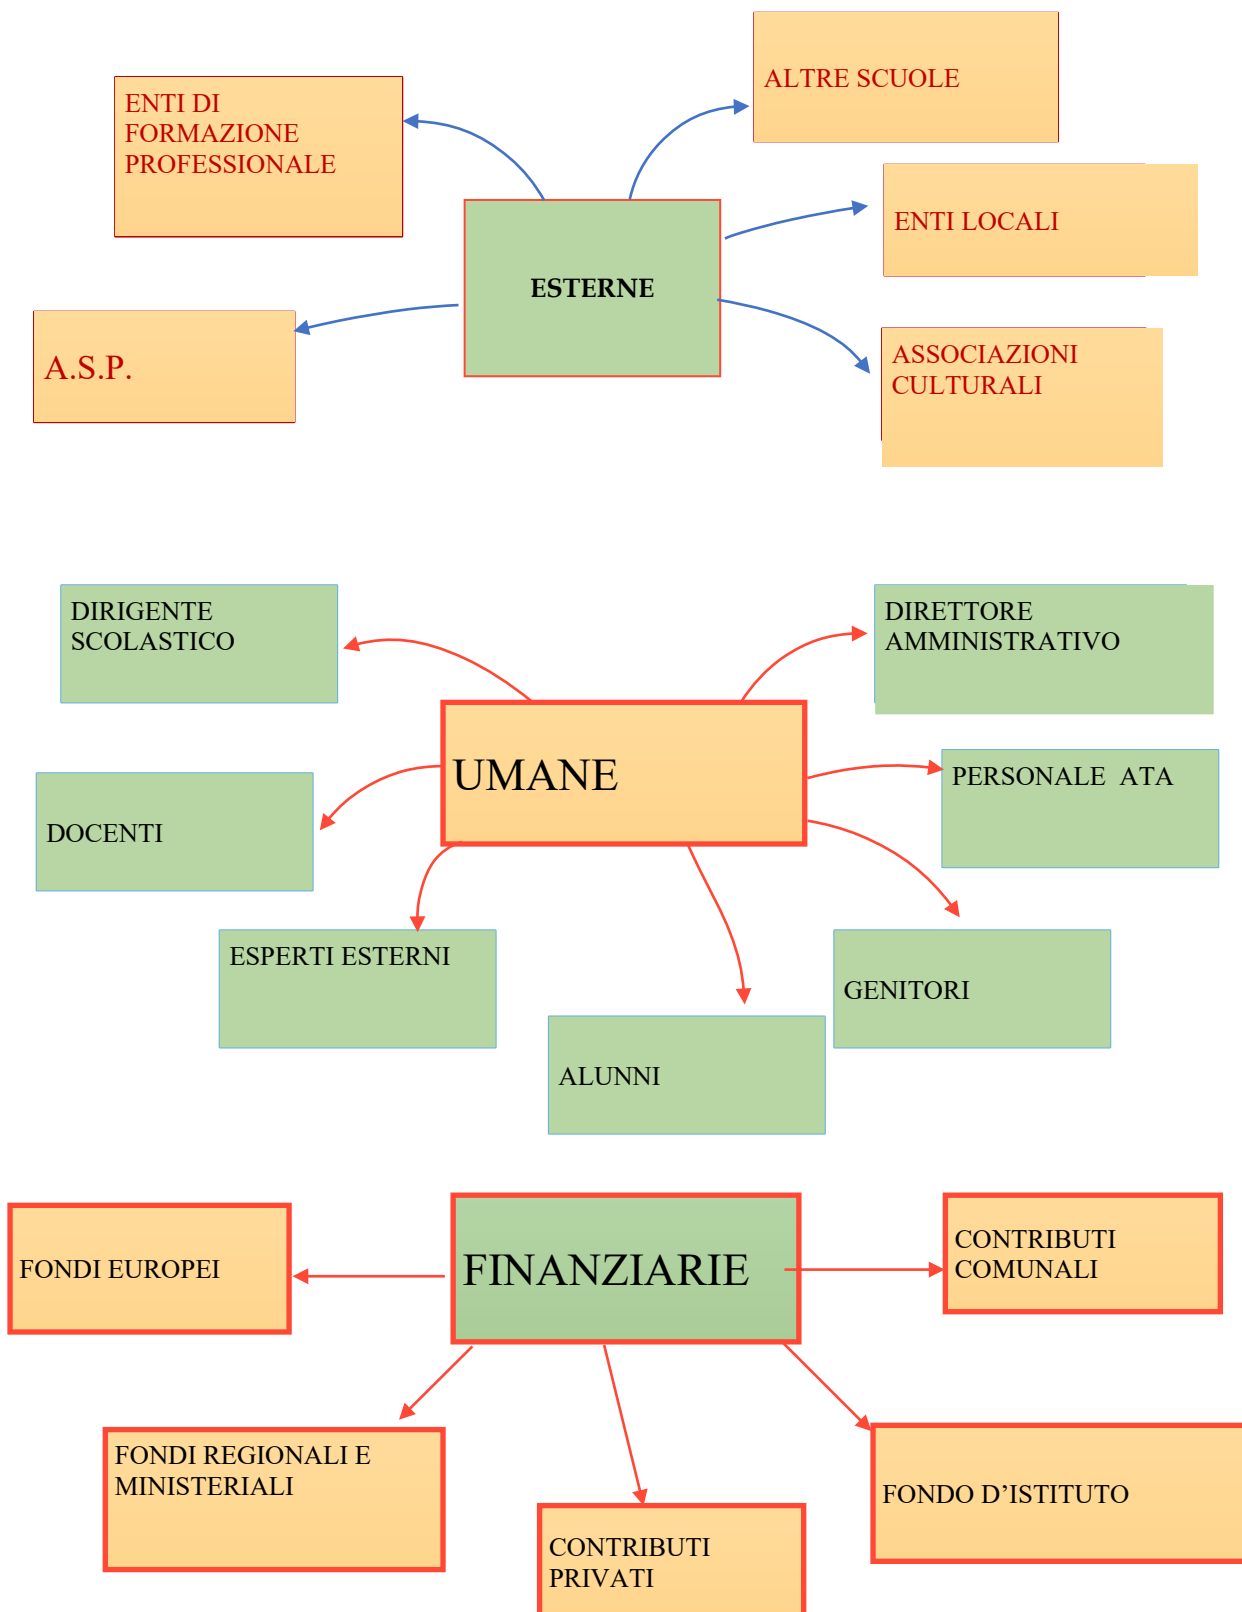 ALTRE SCUOLE
ENTI DI
FORMAZIONE
PROFESSIONALE
ENTI LOCALI
ESTERNE
A.S.P.
ASSOCIAZIONI
CULTURALI
DIRIGENTE
SCOLASTICO
DIRETTORE
AMMINISTRATIVO
UMANE
PERSONALE  ATA
DOCENTI
ESPERTI ESTERNI
GENITORI
ALUNNI
FONDI EUROPEI
FINANZIARIE
CONTRIBUTI
COMUNALI
FONDI REGIONALI E
MINISTERIALI
FONDO D’ISTITUTO
CONTRIBUTI
PRIVATI